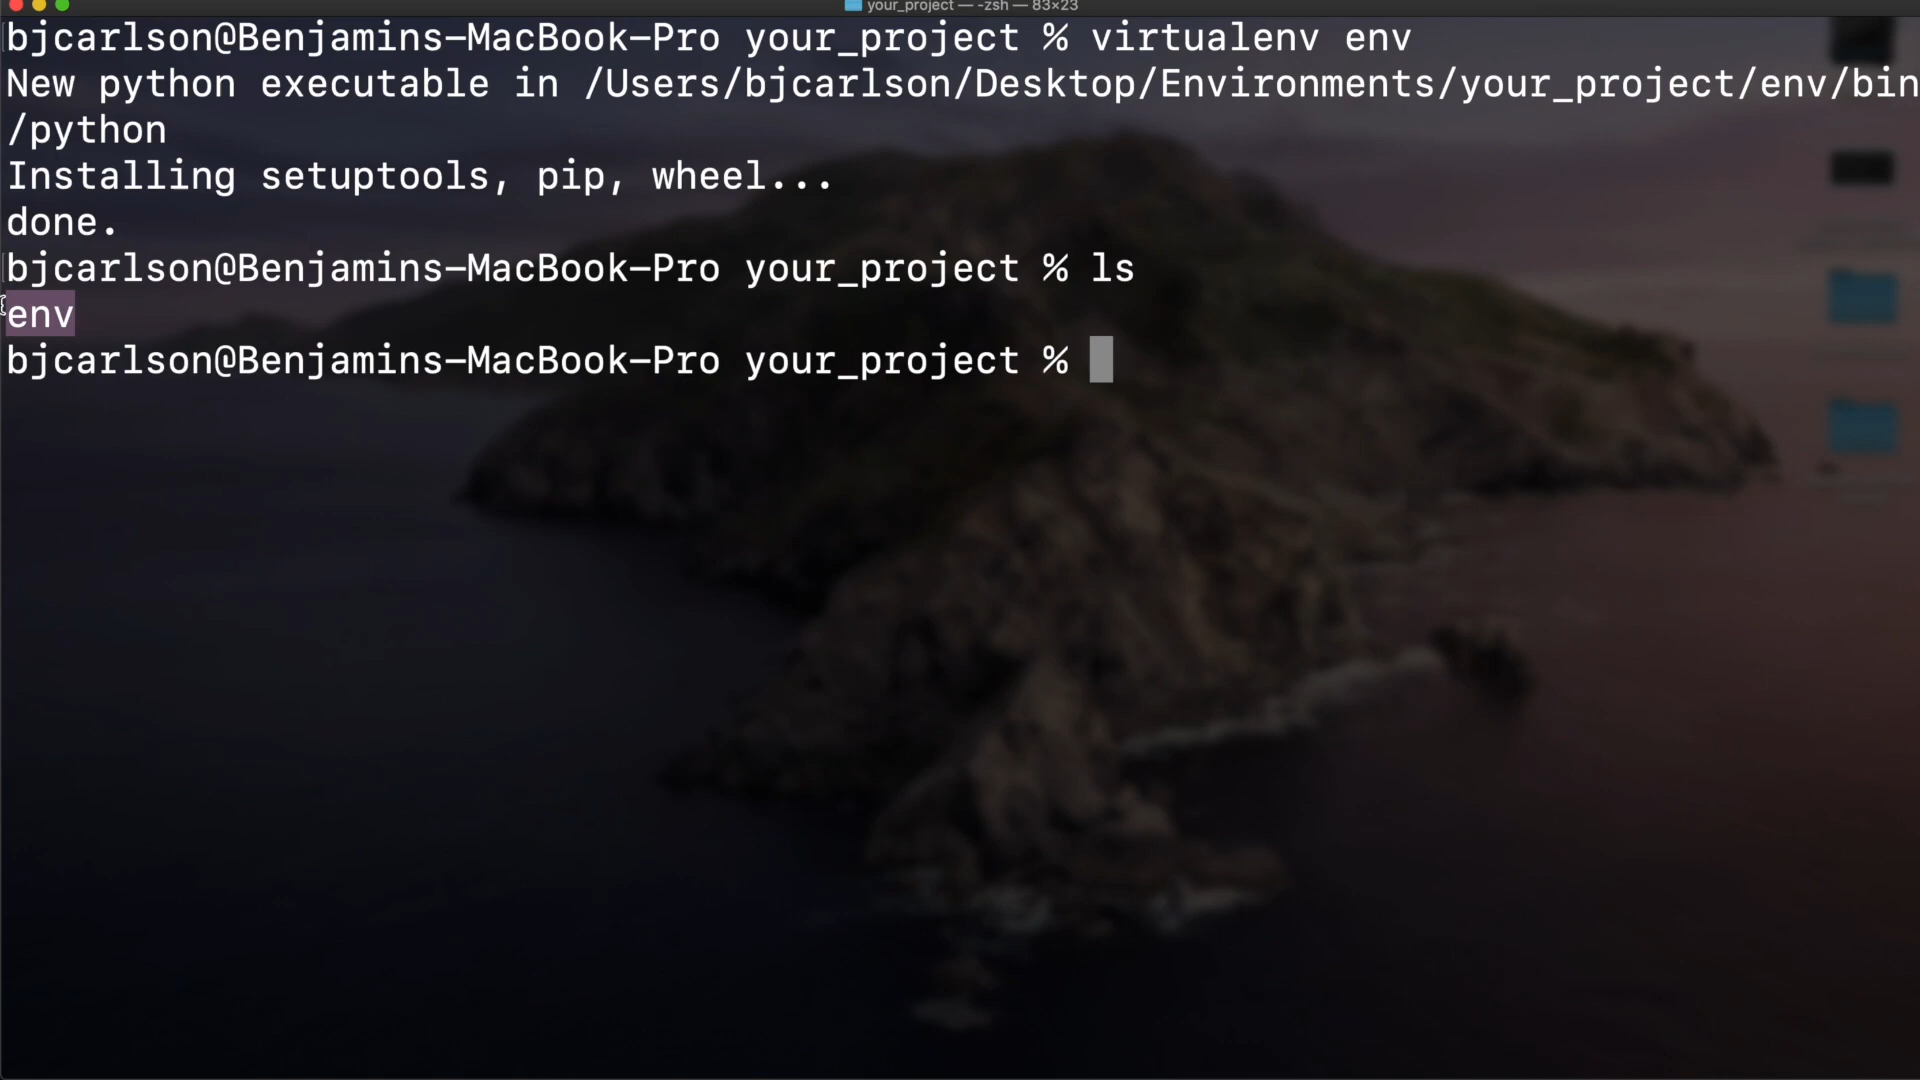 your_project — -zsh — 83×23
bjcarlson@Benjamins-MacBook-Pro your_project % virtualenv env
New python executable in /Users/bjcarlson/Desktop/Environments/your_project/env/bin
/python
Installing setuptools, pip, wheel...
done.
bjcarlson@Benjamins-MacBook-Pro your_project % ls
env
bjcarlson@Benjamins-MacBook-Pro your_project %